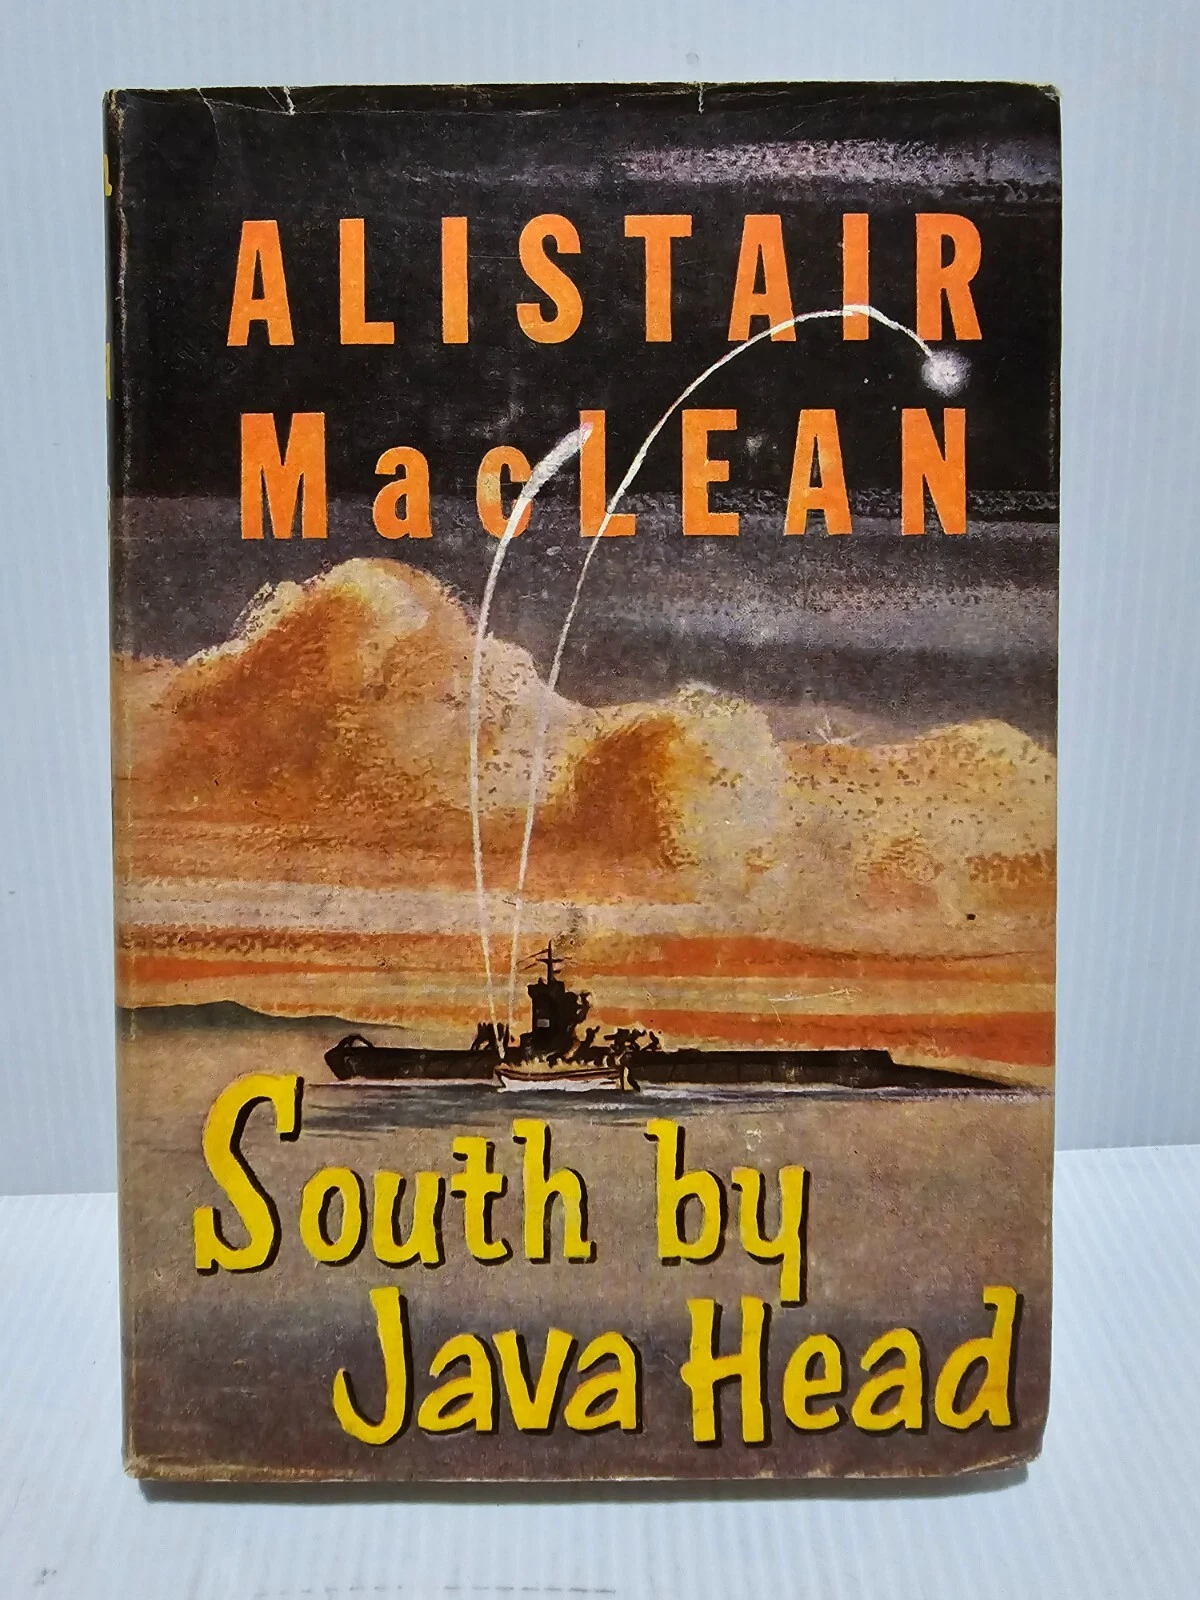 ALISTAIR
MacLEAN
South by
Java Head